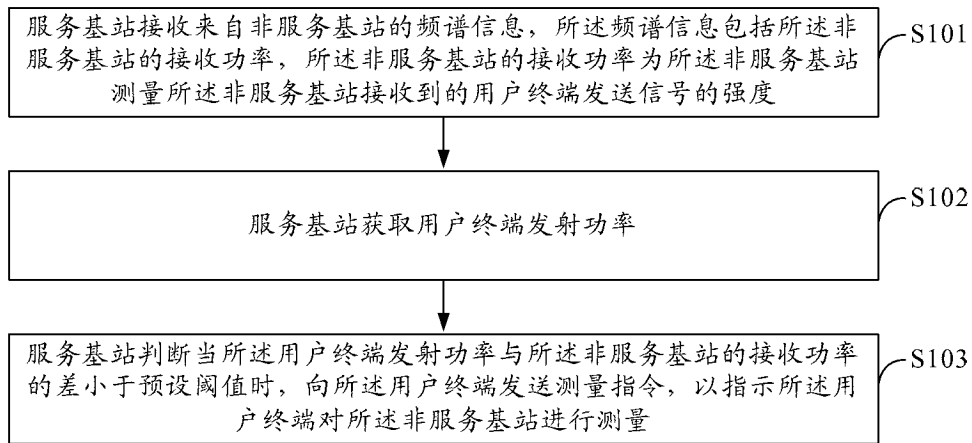 服务基站接收来自非服务基站的频谱信息，所述频谱信息包括所述非
服务基站的接收功率，所述非服务基站的接收功率为所述非服务基站
测量所述非服务基站接收到的用户终端发送信号的强度
S101
服务基站获取用户终端发射功率
S102
服务基站判断当所述用户终端发射功率与所述非服务基站的接收功率
的差小于预设阈值时，向所述用户终端发送测量指令，以指示所述用
户终端对所述非服务基站进行测量
S103